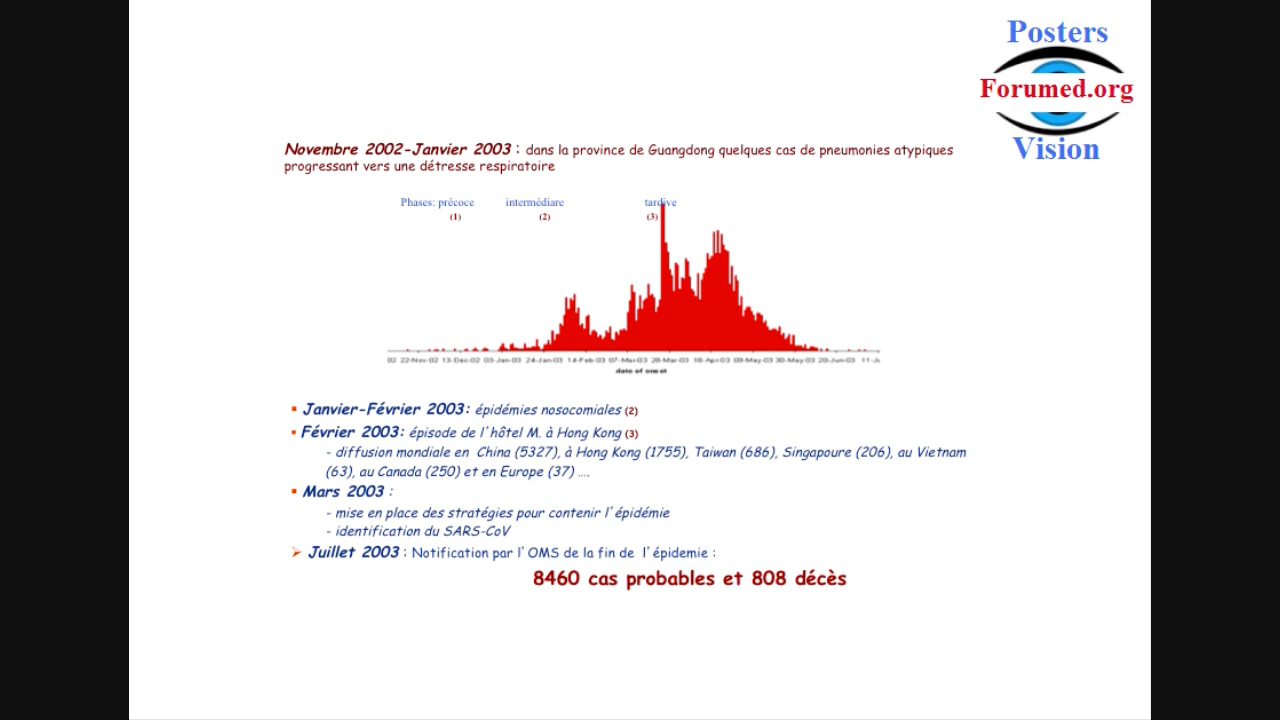 Posters
Forumed.org
Vision
Novembre 2002-Janvier 2003 : dans la province de Guangdong quelques cas de pneumonies atypiques
progressant vers une détresse respiratoire
Phases: précoce intermédiare tardive
(1) (2) (3)
02 22-Nov-02 13-Dec-02 03-Jan-03 24-Jan-03 14-Feb-03 07-Mar-03 28-Mar-03 18-Apr-03 09-May-03 30-May-03 20-Jun-03 11-Ju
date of onset
▪ Janvier-Février 2003: épidémies nosocomiales (2)
▪ Février 2003: épisode de l'hôtel M. à Hong Kong (3)
- diffusion mondiale en China (5327), à Hong Kong (1755), Taiwan (686), Singapoure (206), au Vietnam
(63), au Canada (250) et en Europe (37) ....
▪ Mars 2003 :
- mise en place des stratégies pour contenir l'épidémie
- identification du SARS-CoV
➢ Juillet 2003 : Notification par l'OMS de la fin de l'épidemie :
8460 cas probables et 808 décès